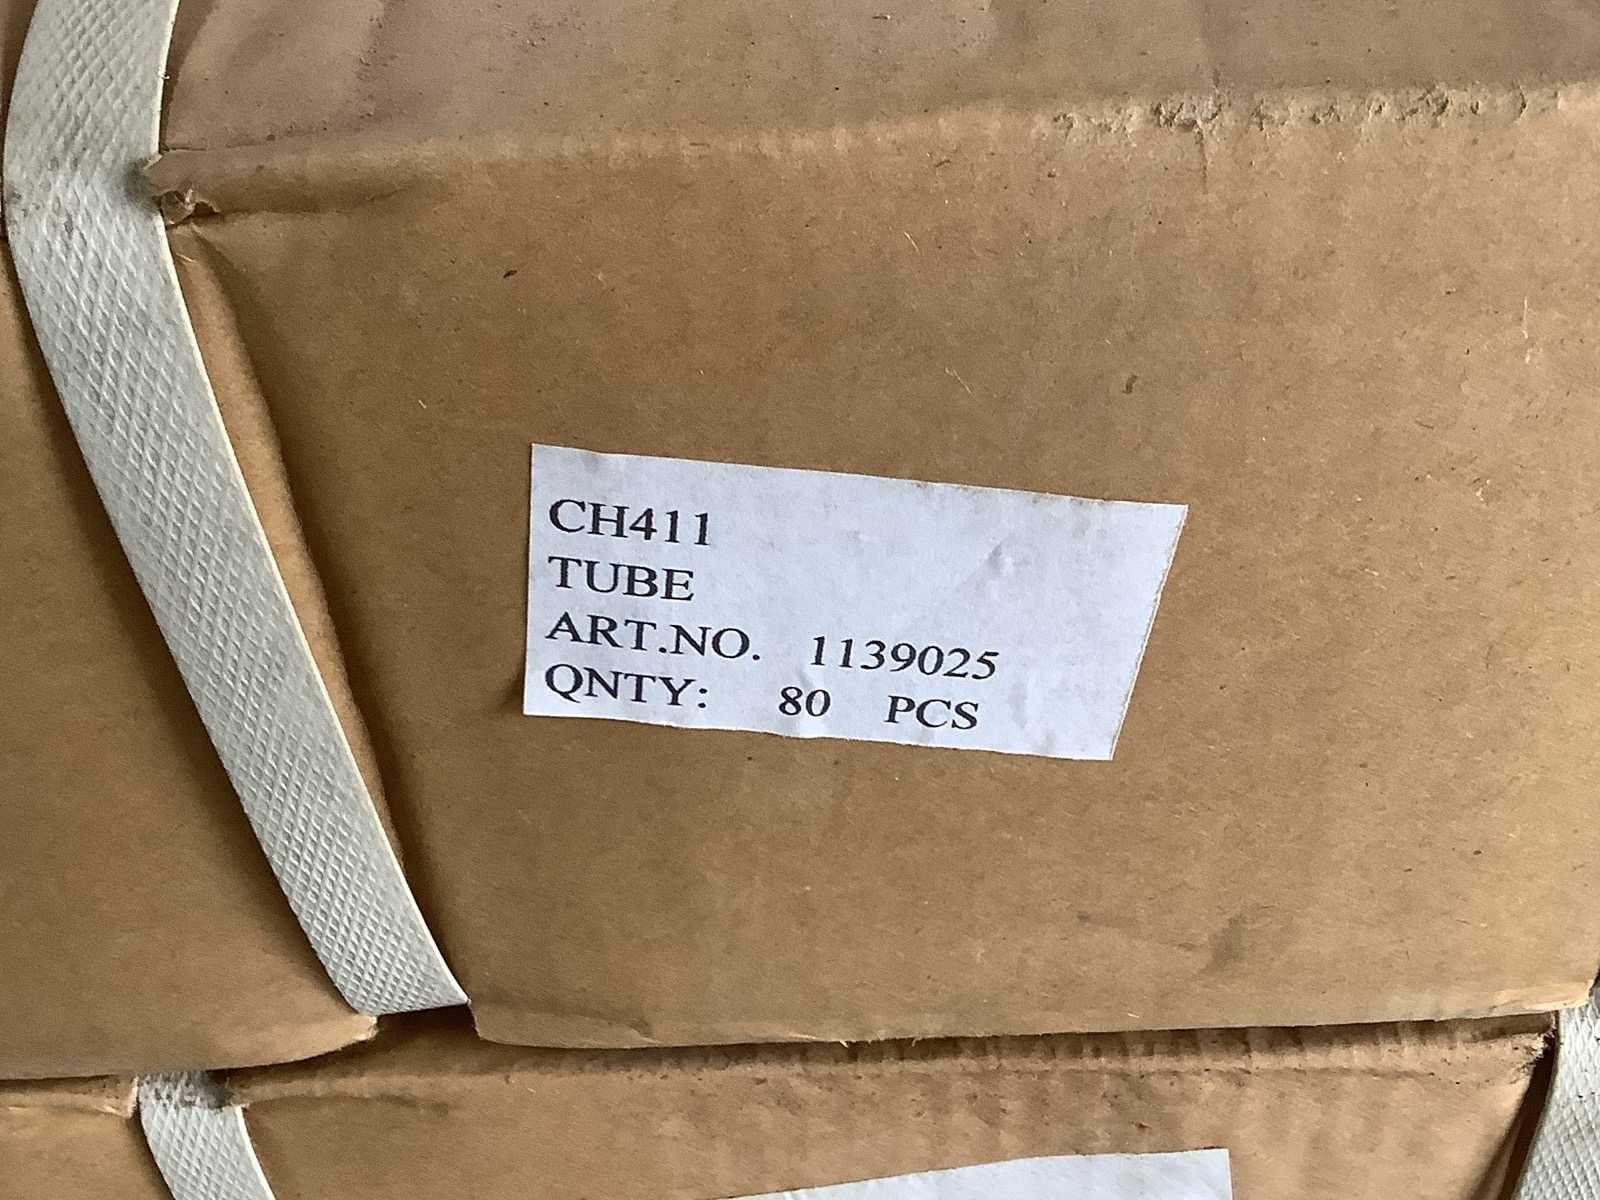 CH411
TUBE
ART.NO. 1139025
QNTY: 80 PCS